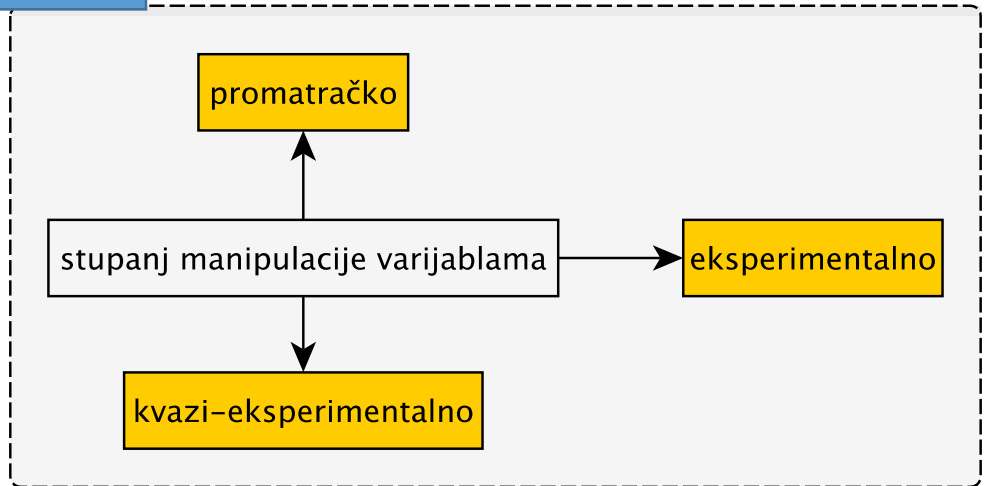 promatračko
stupanj manipulacije varijablama
eksperimentalno
kvazi-eksperimentalno